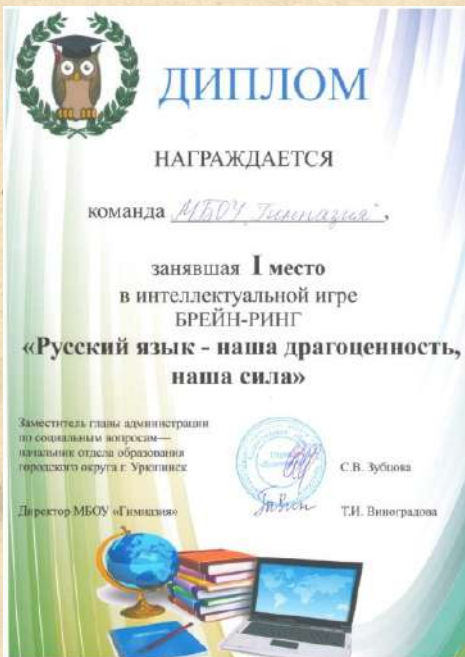 ДИПЛОМ
НАГРАЖДАЕТСЯ
команда МБОУ "Гимназия",
занявшая I место
в интеллектуальной игре
БРЕЙН-РИНГ
«Русский язык - наша драгоценность,
наша сила»
Заместитель главы администрации
по социальным вопросам—
начальник отдела образования
городского округа г. Урюпинск
С.В. Зубцова
Директор МБОУ «Гимназия»
Т.И. Виноградова